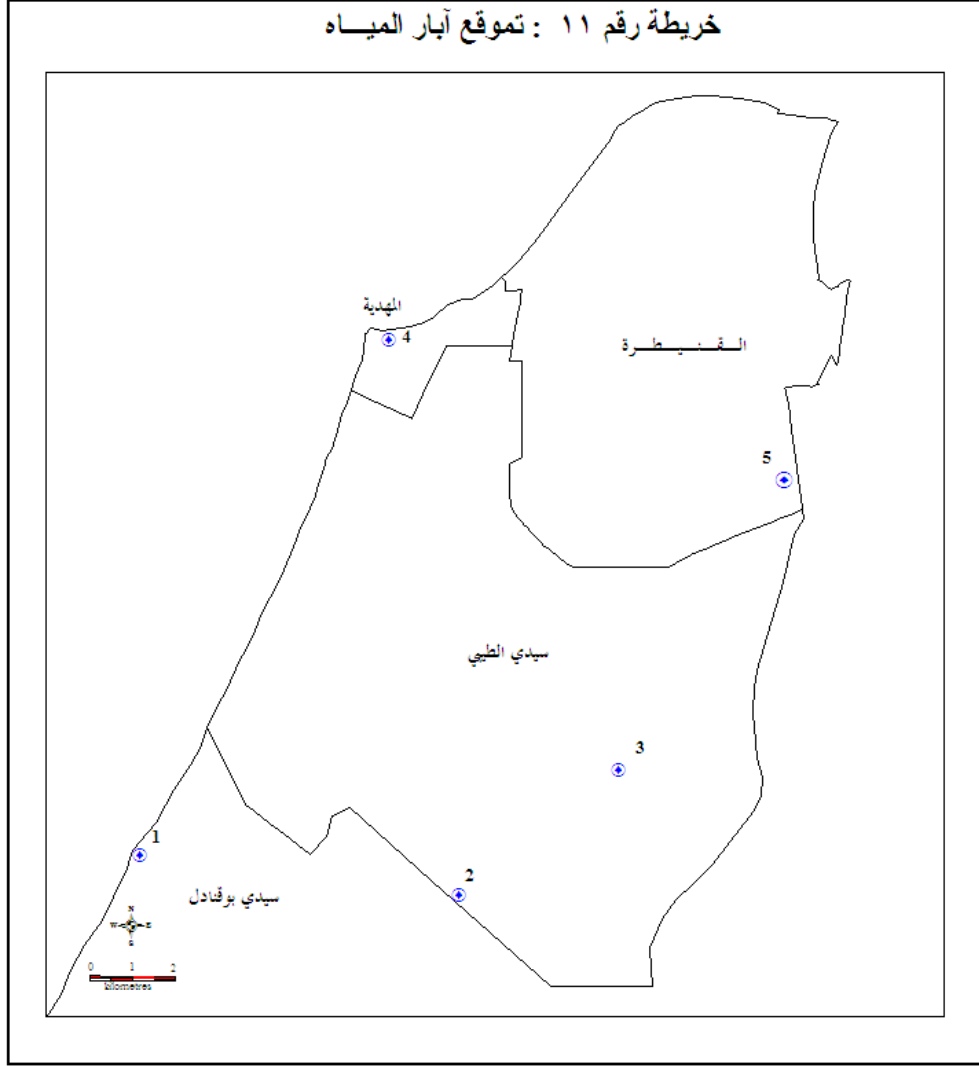 خريطة رقم ١١ : تموقع آبار الميـــاه
المهدية
4
الـــقـــنـــيـــطـــرة
5
سيدي الطيبي
3
1
2
سيدي بوقنادل
N
W E
S
0 1 2
kilometres